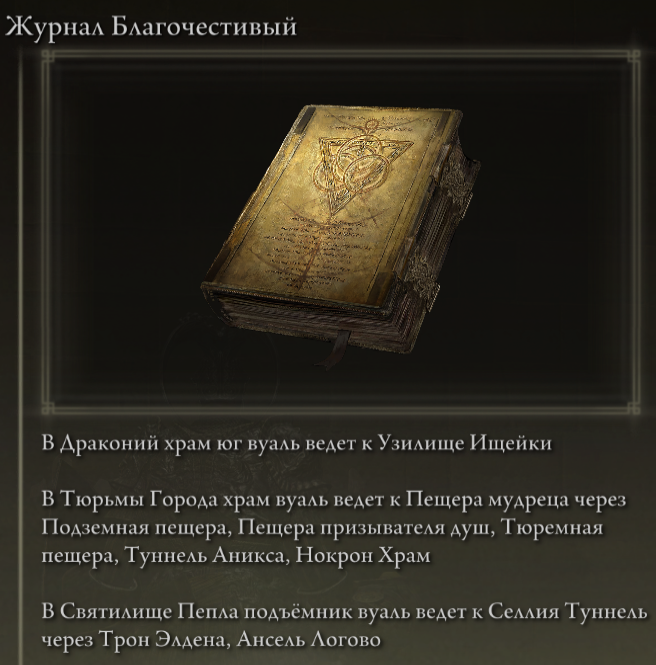 Журнал Благочестивый
В Драконий храм юг вуаль ведет к Узилище Ищейки
В Тюрьмы Города храм вуаль ведет к Пещера мудреца через
Подземная пещера, Пещера призывателя душ, Тюремная
пещера, Туннель Аникса, Нокрон Храм
В Святилище Пепла подъёмник вуаль ведет к Селлия Туннель
через Трон Элдена, Ансель Логово